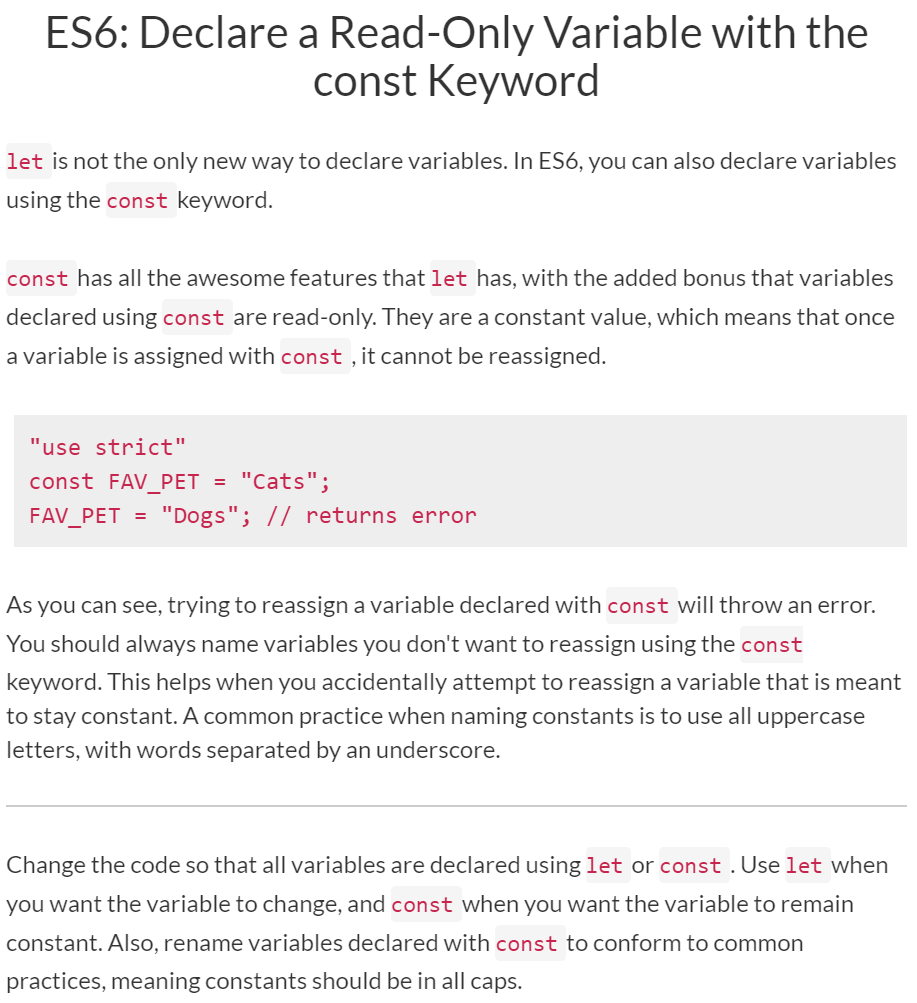 ES6: Declare a Read-Only Variable with the
const Keyword
let is not the only new way to declare variables. In ES6, you can also declare variables
using the const keyword.
const has all the awesome features that let has, with the added bonus that variables
declared using const are read-only. They are a constant value, which means that once
a variable is assigned with const , it cannot be reassigned.
"use strict"
const FAV_PET = "Cats";
FAV_PET = "Dogs"; // returns error
As you can see, trying to reassign a variable declared with const will throw an error.
You should always name variables you don't want to reassign using the const
keyword. This helps when you accidentally attempt to reassign a variable that is meant
to stay constant. A common practice when naming constants is to use all uppercase
letters, with words separated by an underscore.
Change the code so that all variables are declared using let or const . Use let when
you want the variable to change, and const when you want the variable to remain
constant. Also, rename variables declared with const to conform to common
practices, meaning constants should be in all caps.